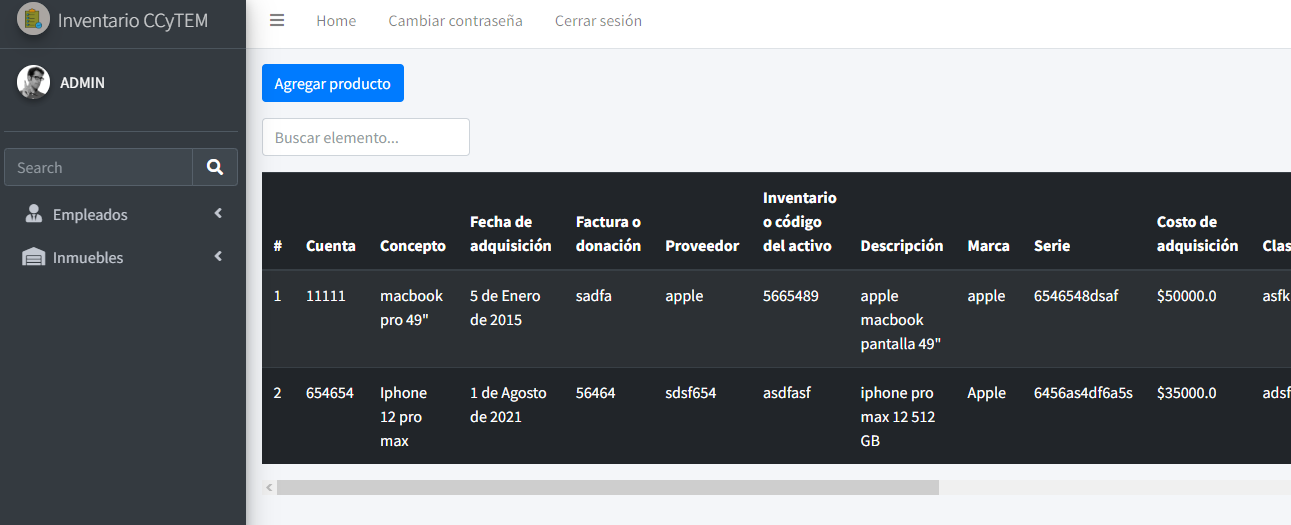 Inventario CCyTEM
Home Cambiar contraseña Cerrar sesión
ADMIN
Search
Empleados
Inmuebles
Agregar producto
Buscar elemento...
# Cuenta Concepto Fecha de adquisición Factura o donación Proveedor Inventario o código del activo Descripción Marca Serie Costo de adquisición Clas
1 11111 macbook pro 49" 5 de Enero de 2015 sadfa apple 5665489 apple macbook pantalla 49" apple 6546548dsaf $50000.0 asfk
2 654654 Iphone 12 pro max 1 de Agosto de 2021 56464 sdsf654 asdfasf iphone pro max 12 512 GB Apple 6456as4df6a5s $35000.0 adsf